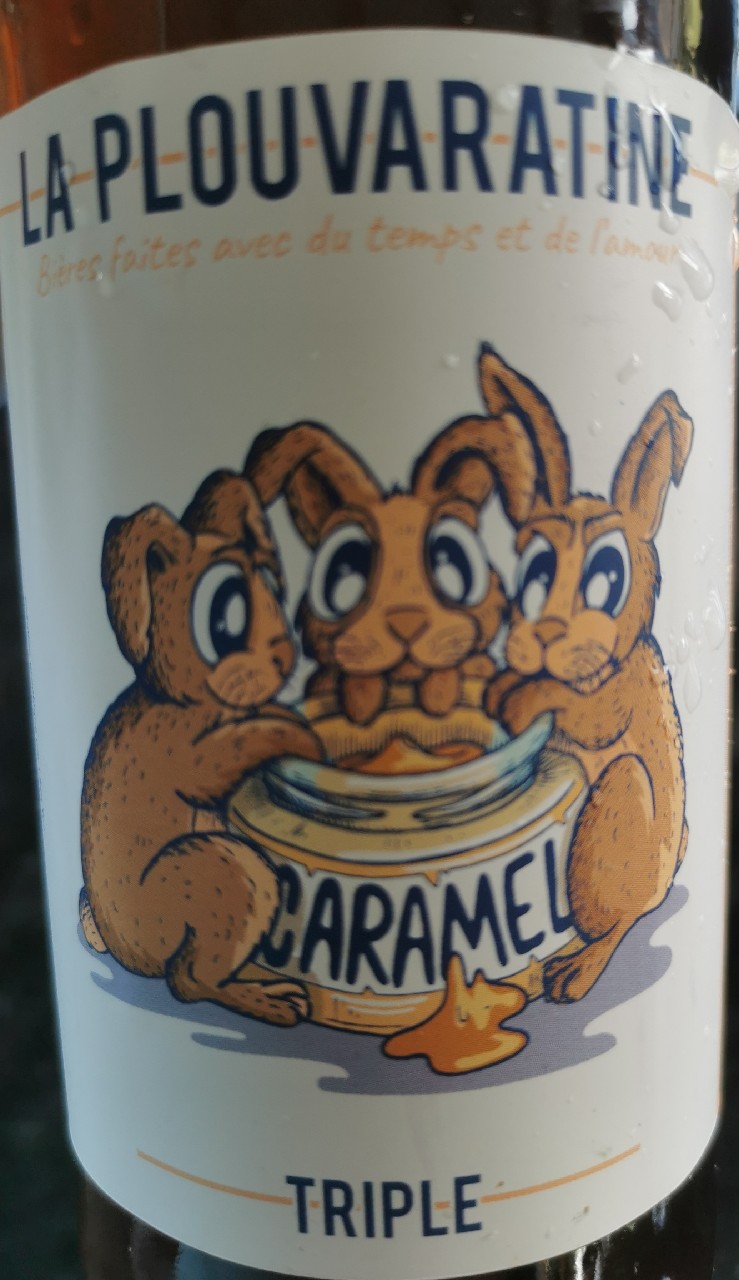 LA PLOUVARATINE
Bières faites avec du temps et de l'amour
CARAMEL
TRIPLE